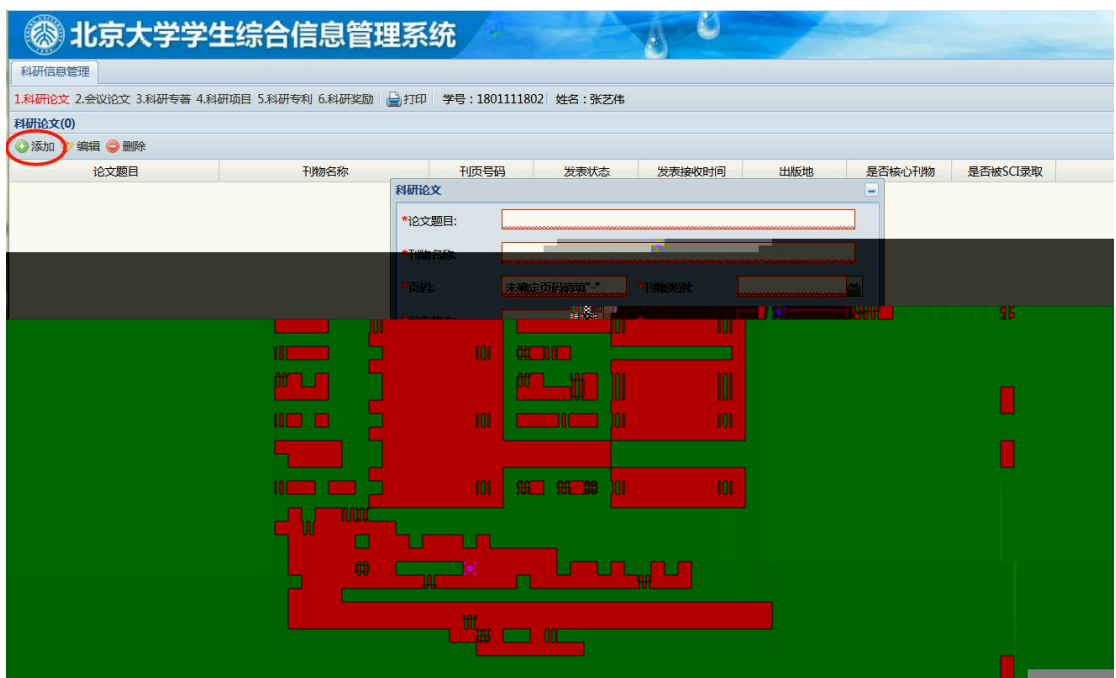 北京大学学生综合信息管理系统
科研信息管理
1.科研论文 2.会议论文 3.科研专著 4.科研项目 5.科研专利 6.科研奖励 打印 学号：1801111802 姓名：张艺伟
科研论文(0)
添加 编辑 删除
论文题目 刊物名称 刊页号码 发表状态 发表接收时间 出版地 是否核心刊物 是否被SCI录取
科研论文
*论文题目:
*刊物名称:
*页码: 未确定页码请填"-" *刊物类别: